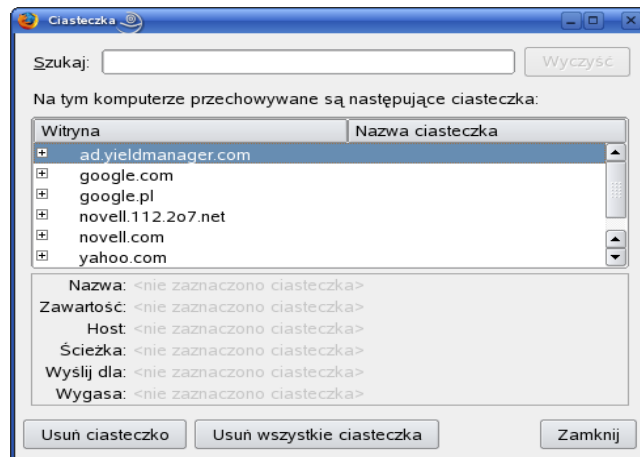 Ciasteczka
Szukaj:
Wyczyść
Na tym komputerze przechowywane są następujące ciasteczka:
Witryna Nazwa ciasteczka
ad.yieldmanager.com
google.com
google.pl
novell.112.2o7.net
novell.com
yahoo.com
Nazwa: <nie zaznaczono ciasteczka>
Zawartość: <nie zaznaczono ciasteczka>
Host: <nie zaznaczono ciasteczka>
Ścieżka: <nie zaznaczono ciasteczka>
Wyślij dla: <nie zaznaczono ciasteczka>
Wygasa: <nie zaznaczono ciasteczka>
Usuń ciasteczko Usuń wszystkie ciasteczka Zamknij